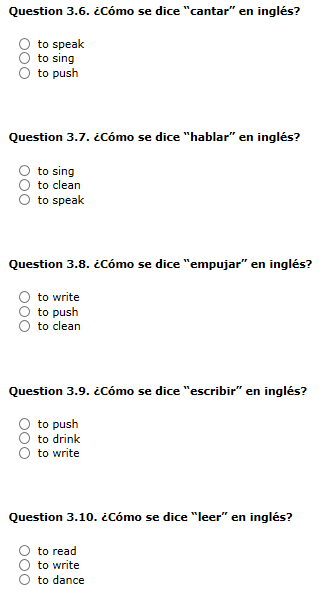 Question 3.6. ¿Cómo se dice “cantar” en inglés?
to speak
to sing
to push
Question 3.7. ¿Cómo se dice “hablar” en inglés?
to sing
to clean
to speak
Question 3.8. ¿Cómo se dice “empujar” en inglés?
to write
to push
to clean
Question 3.9. ¿Cómo se dice “escribir” en inglés?
to push
to drink
to write
Question 3.10. ¿Cómo se dice “leer” en inglés?
to read
to write
to dance